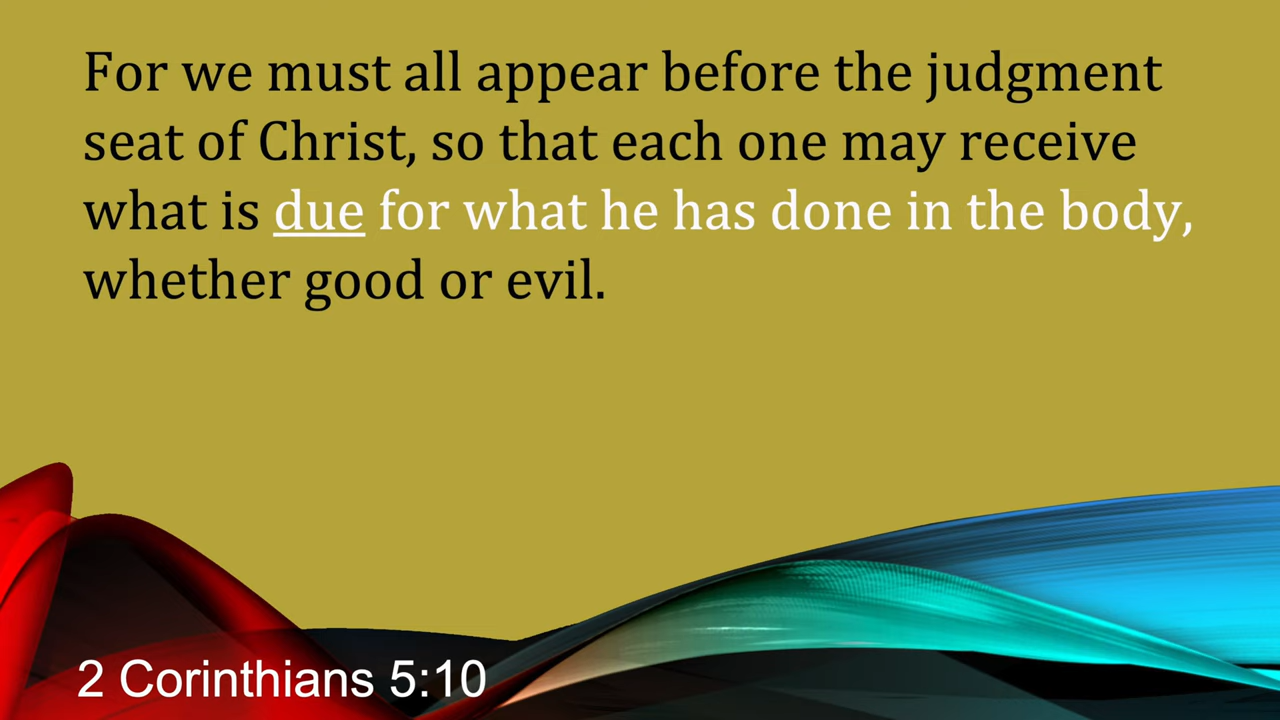 For we must all appear before the judgment
seat of Christ, so that each one may receive
what is due for what he has done in the body,
whether good or evil.
2 Corinthians 5:10